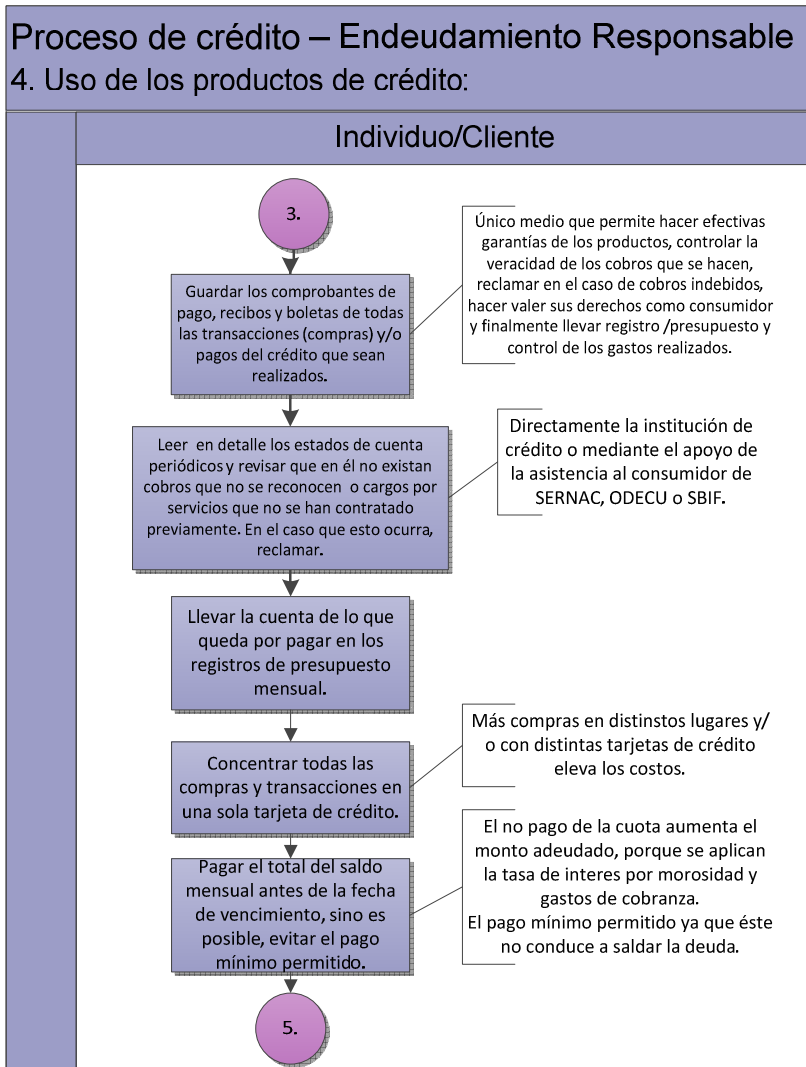 Proceso de crédito – Endeudamiento Responsable
4. Uso de los productos de crédito:
Individuo/Cliente
3.
Guardar los comprobantes de
pago, recibos y boletas de todas
las transacciones (compras) y/o
pagos del crédito que sean
realizados.
Único medio que permite hacer efectivas
garantías de los productos, controlar la
veracidad de los cobros que se hacen,
reclamar en el caso de cobros indebidos,
hacer valer sus derechos como consumidor
y finalmente llevar registro /presupuesto y
control de los gastos realizados.
Leer en detalle los estados de cuenta
periódicos y revisar que en él no existan
cobros que no se reconocen o cargos por
servicios que no se han contratado
previamente. En el caso que esto ocurra,
reclamar.
Directamente la institución de
crédito o mediante el apoyo de
la asistencia al consumidor de
SERNAC, ODECU o SBIF.
Llevar la cuenta de lo que
queda por pagar en los
registros de presupuesto
mensual.
Concentrar todas las
compras y transacciones en
una sola tarjeta de crédito.
Más compras en distinstos lugares y/
o con distintas tarjetas de crédito
eleva los costos.
Pagar el total del saldo
mensual antes de la fecha
de vencimiento, sino es
posible, evitar el pago
mínimo permitido.
El no pago de la cuota aumenta el
monto adeudado, porque se aplican
la tasa de interes por morosidad y
gastos de cobranza.
El pago mínimo permitido ya que éste
no conduce a saldar la deuda.
5.